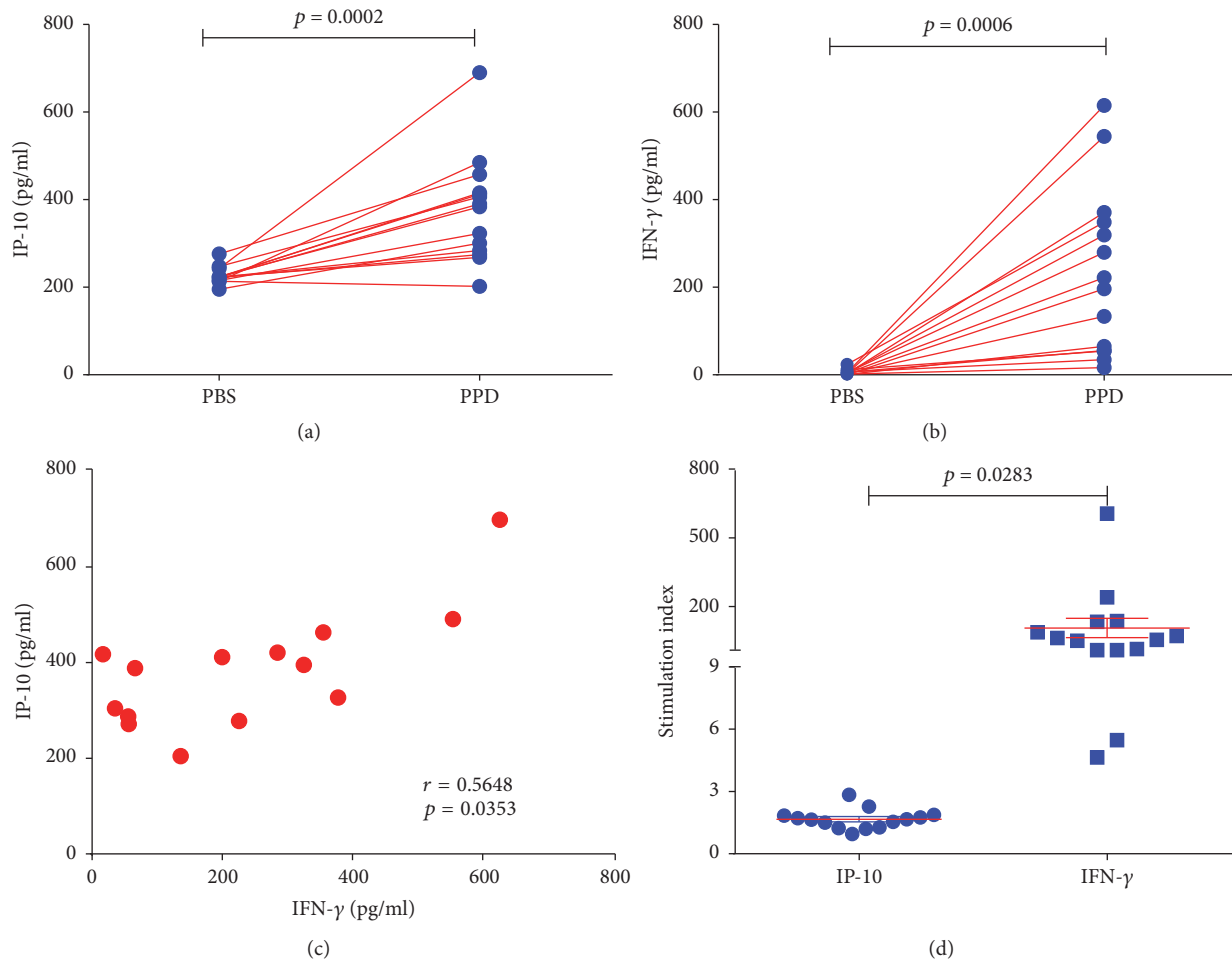 p = 0.0002
800
600
400
200
0
IP-10 (pg/ml)
PBS PPD
(a)
p = 0.0006
800
600
400
200
0
IFN-γ (pg/ml)
PBS PPD
(b)
800
600
400
200
0
IP-10 (pg/ml)
r = 0.5648
p = 0.0353
0 200 400 600 800
IFN-γ (pg/ml)
(c)
p = 0.0283
800
500
200
9
6
3
0
Stimulation index
IP-10 IFN-γ
(d)